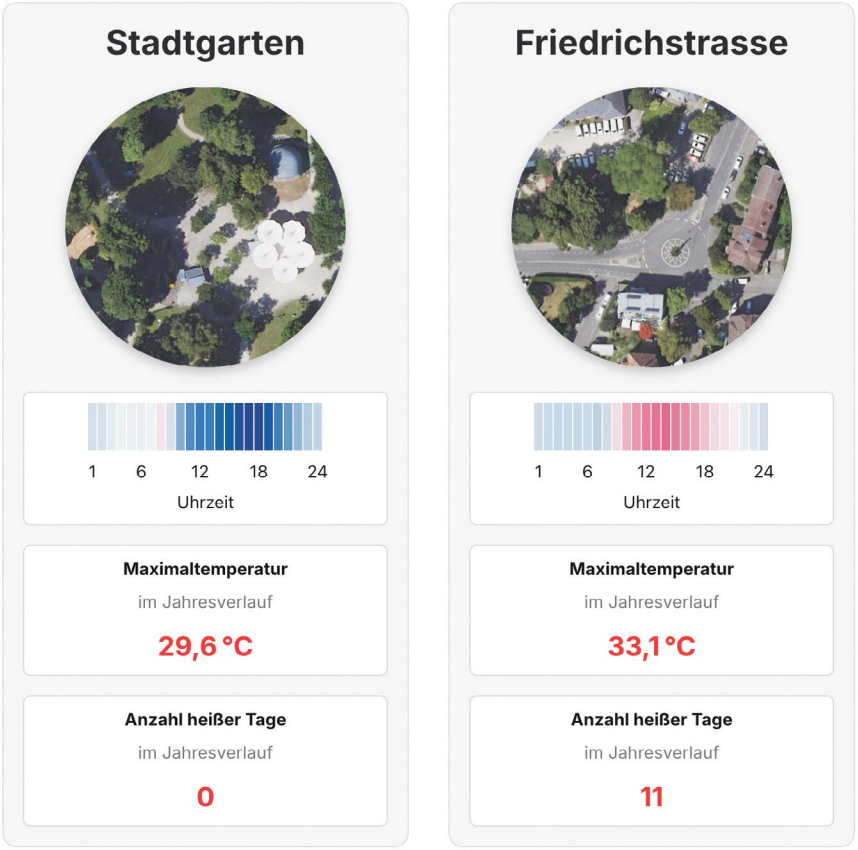 Stadtgarten
1 6 12 18 24
Uhrzeit
Maximaltemperatur
im Jahresverlauf
29,6 °C
Anzahl heißer Tage
im Jahresverlauf
0
Friedrichstrasse
1 6 12 18 24
Uhrzeit
Maximaltemperatur
im Jahresverlauf
33,1 °C
Anzahl heißer Tage
im Jahresverlauf
11